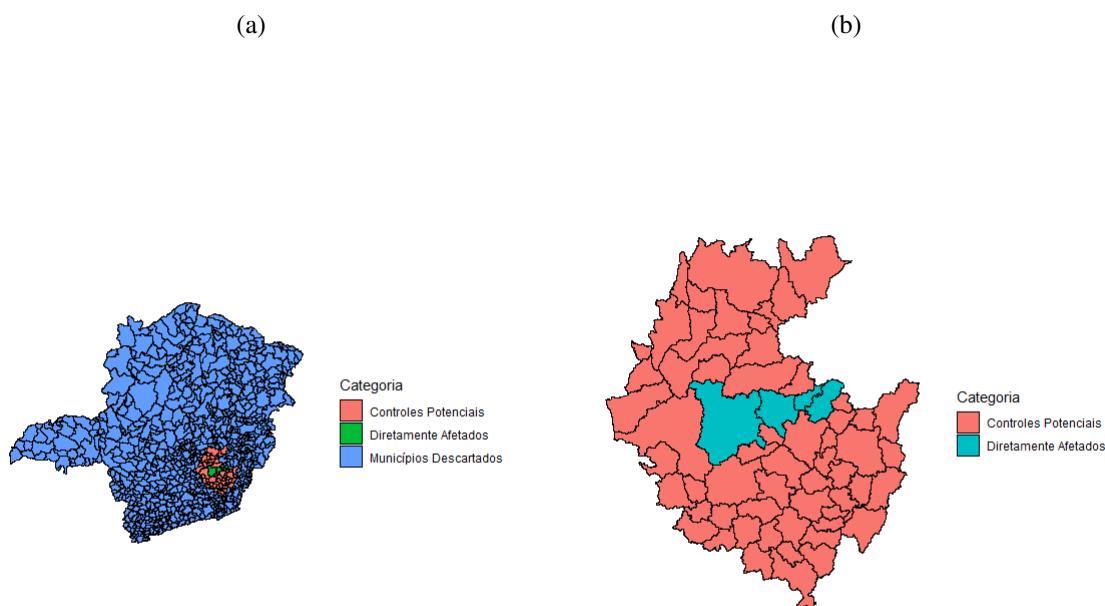 (a)
(b)
Categoria
Controles Potenciais
Diretamente Afetados
Municípios Descartados
Categoria
Controles Potenciais
Diretamente Afetados